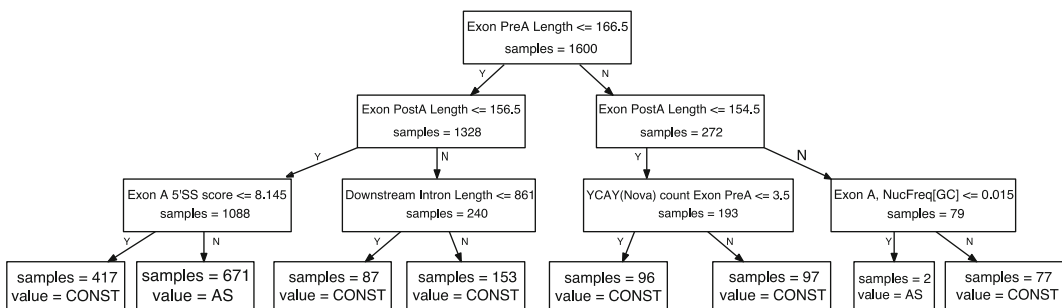 Exon PreA Length <= 166.5
samples = 1600
Y
N
Exon PostA Length <= 156.5
samples = 1328
Exon PostA Length <= 154.5
samples = 272
Y
N
Y
N
Exon A 5'SS score <= 8.145
samples = 1088
Downstream Intron Length <= 861
samples = 240
YCAY(Nova) count Exon PreA <= 3.5
samples = 193
Exon A, NucFreq[GC] <= 0.015
samples = 79
Y
N
Y
N
Y
N
Y
N
samples = 417
value = CONST
samples = 671
value = AS
samples = 87
value = CONST
samples = 153
value = CONST
samples = 96
value = CONST
samples = 97
value = CONST
samples = 2
value = AS
samples = 77
value = CONST